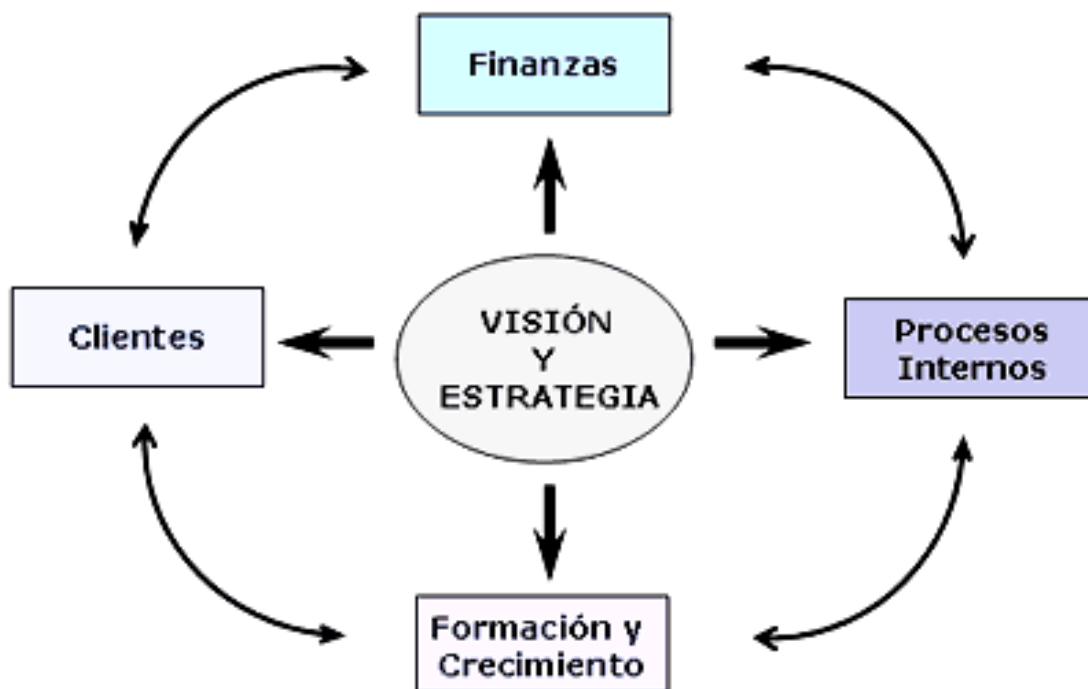 Finanzas
Clientes
VISIÓN
Y
ESTRATEGIA
Procesos
Internos
Formación y
Crecimiento